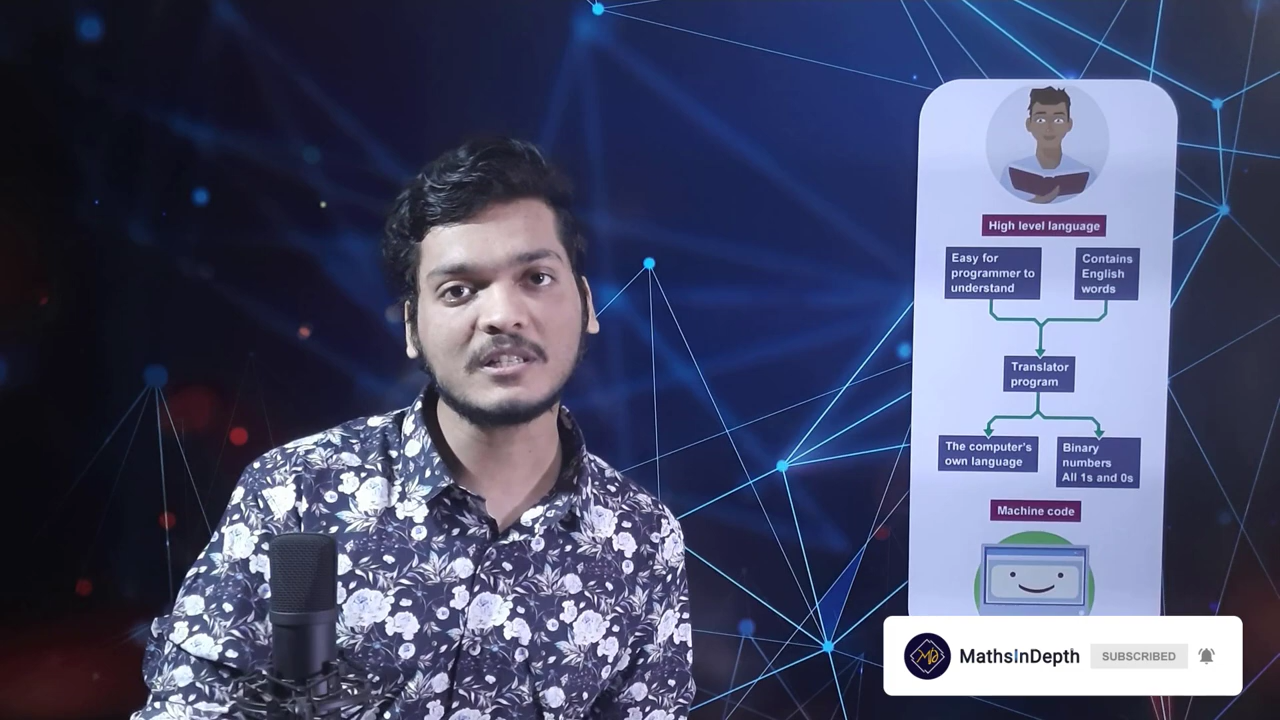 High level language
Easy for
programmer to
understand
Contains
English
words
Translator
program
The computer's
own language
Binary
numbers
All 1s and 0s
Machine code
MathsInDepth
SUBSCRIBED